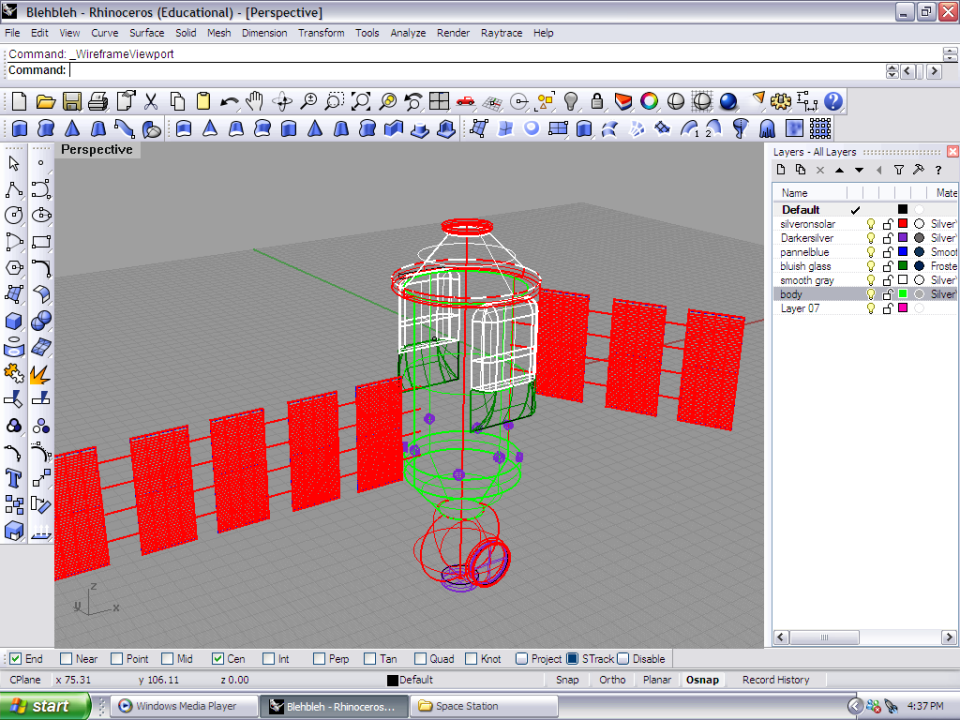 Blehbleh - Rhinoceros (Educational) - [Perspective]
File Edit View Curve Surface Solid Mesh Dimension Transform Tools Analyze Render Raytrace Help
Command: _WireframeViewport
Command:
Perspective
Layers - All Layers
Name Mate
Default
silveronsolar Silver
Darkersilver Silver
pannelblue Smoot
bluish glass Froste
smooth gray Silver
body Silver
Layer 07
z
y x
End Near Point Mid Cen Int Perp Tan Quad Knot Project STrack Disable
CPlane x 75.31 y 106.11 z 0.00 Default Snap Ortho Planar Osnap Record History
start Windows Media Player Blehbleh - Rhinoceros... Space Station 4:37 PM